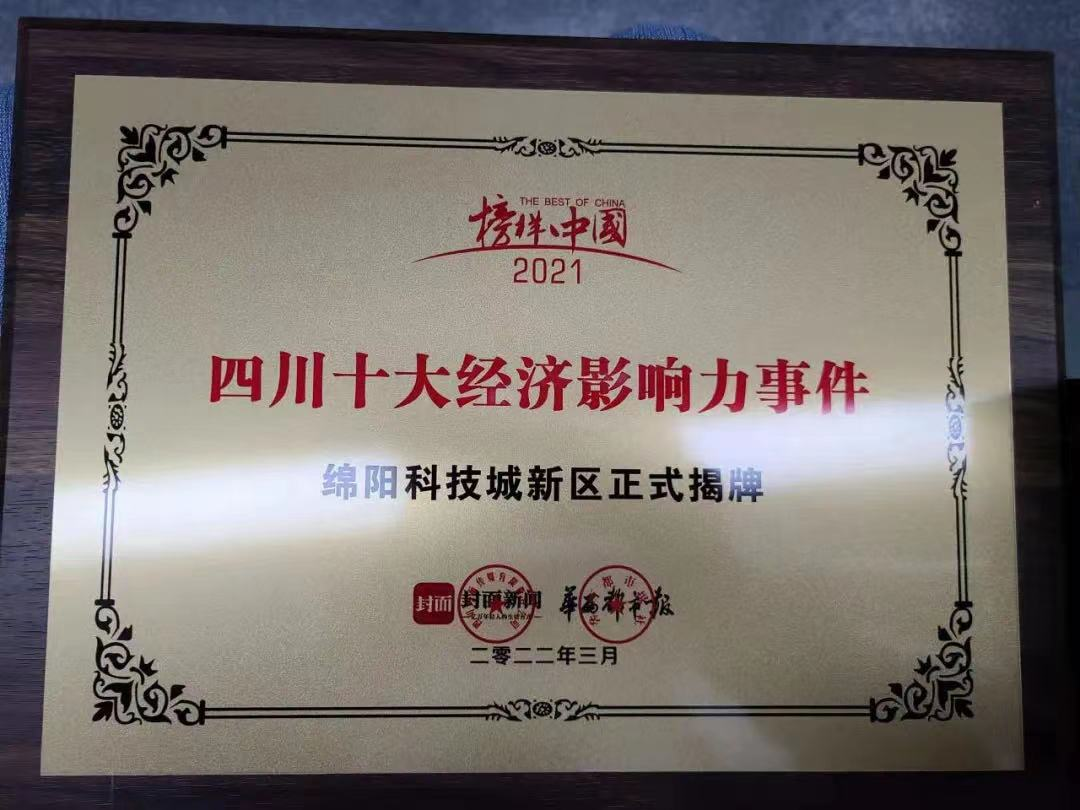 THE BEST OF CHINA
榜样中國
2021
四川十大经济影响力事件
绵阳科技城新区正式揭牌
封面 封面新闻 华西都市报
二零二二年三月